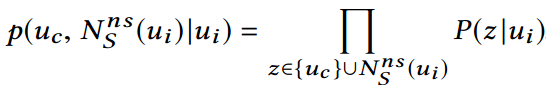 p(u_c, N_S^{ns}(u_i)|u_i) = ∏_{z∈{u_c}∪N_S^{ns}(u_i)} P(z|u_i)